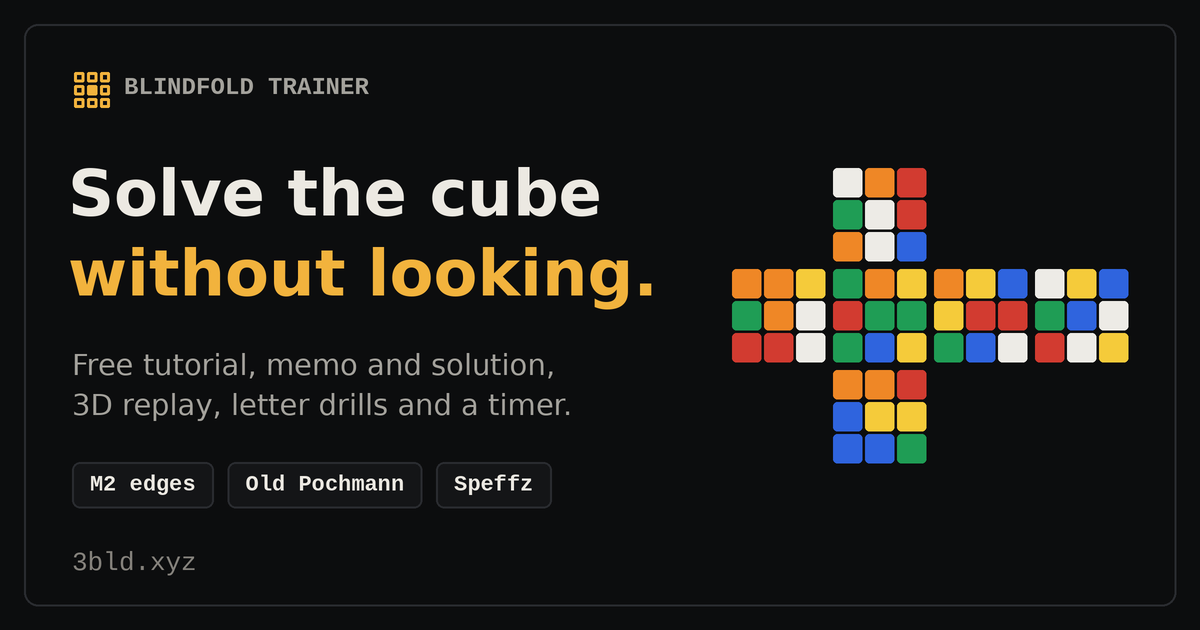 BLINDFOLD TRAINER
Solve the cube
without looking.
Free tutorial, memo and solution,
3D replay, letter drills and a timer.
M2 edges
Old Pochmann
Speffz
3bld.xyz